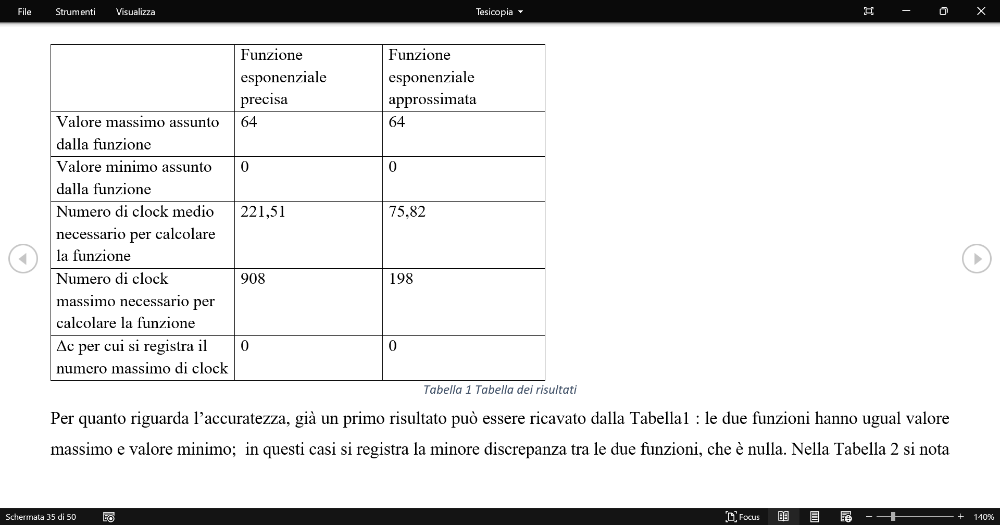 File Strumenti Visualizza Tesicopia
Funzione
esponenziale
precisa
Funzione
esponenziale
approssimata
Valore massimo assunto
dalla funzione
64
64
Valore minimo assunto
dalla funzione
0
0
Numero di clock medio
necessario per calcolare
la funzione
221,51
75,82
Numero di clock
massimo necessario per
calcolare la funzione
908
198
Δc per cui si registra il
numero massimo di clock
0
0
Tabella 1 Tabella dei risultati
Per quanto riguarda l’accuratezza, già un primo risultato può essere ricavato dalla Tabella1 : le due funzioni hanno ugual valore
massimo e valore minimo;  in questi casi si registra la minore discrepanza tra le due funzioni, che è nulla. Nella Tabella 2 si nota
Schermata 35 di 50 Focus 140%